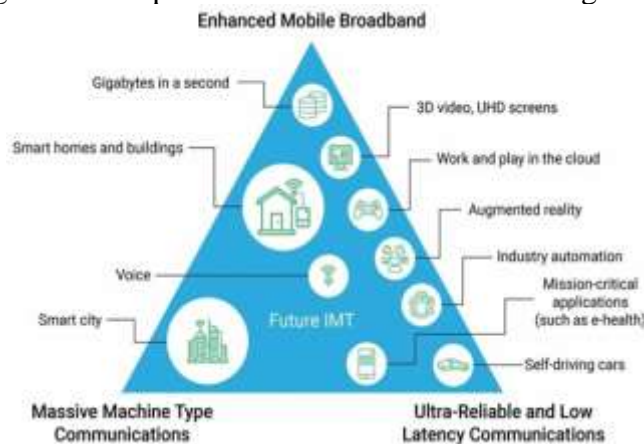 Enhanced Mobile Broadband
Gigabytes in a second
3D video, UHD screens
Smart homes and buildings
Work and play in the cloud
Augmented reality
Industry automation
Voice
Mission-critical
applications
(such as e-health)
Smart city
Future IMT
Self-driving cars
Massive Machine Type
Communications
Ultra-Reliable and Low
Latency Communications